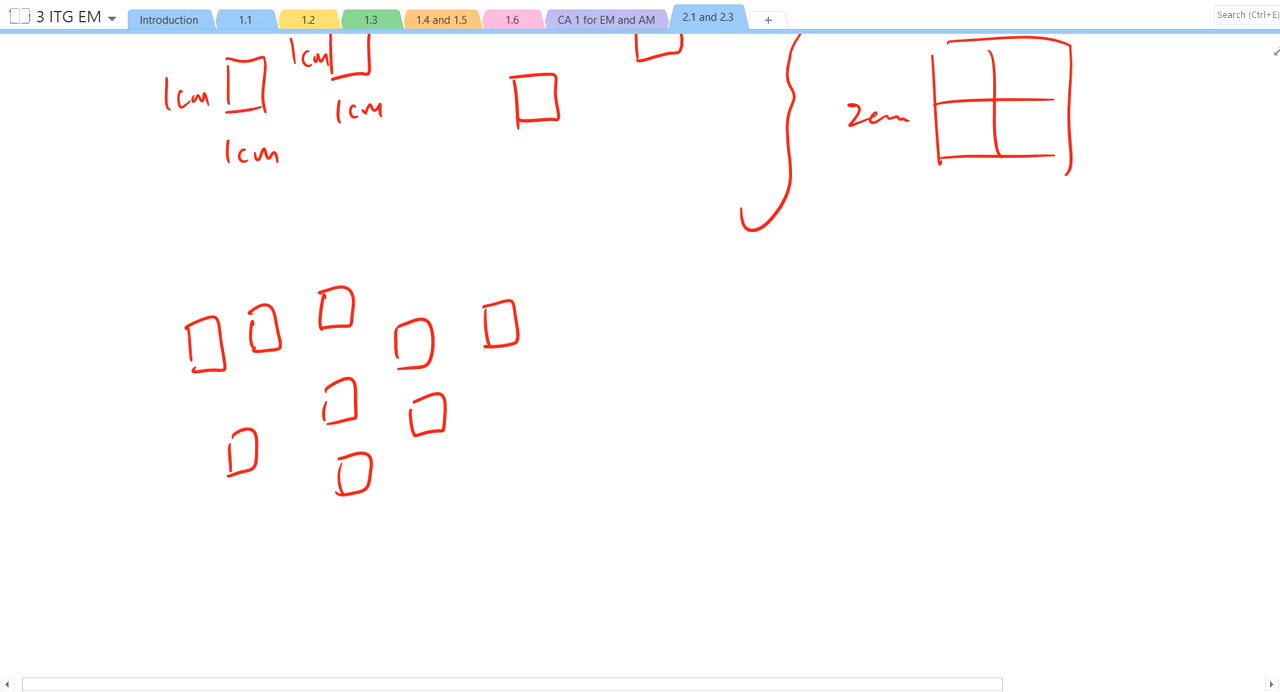 3 ITG EM
Introduction
1.1
1.2
1.3
1.4 and 1.5
1.6
CA 1 for EM and AM
2.1 and 2.3
+
Search (Ctrl+E)
1cm
1cm
1cm
1cm
2cm